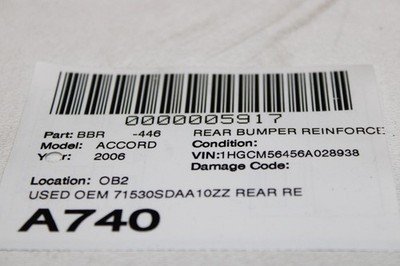 0000005917
Part: BBR -446 REAR BUMPER REINFORCE
Model: ACCORD Condition:
Year: 2006 VIN:1HGCM56456A028938
Damage Code:
Location: OB2
USED OEM 71530SDAA10ZZ REAR RE
A740